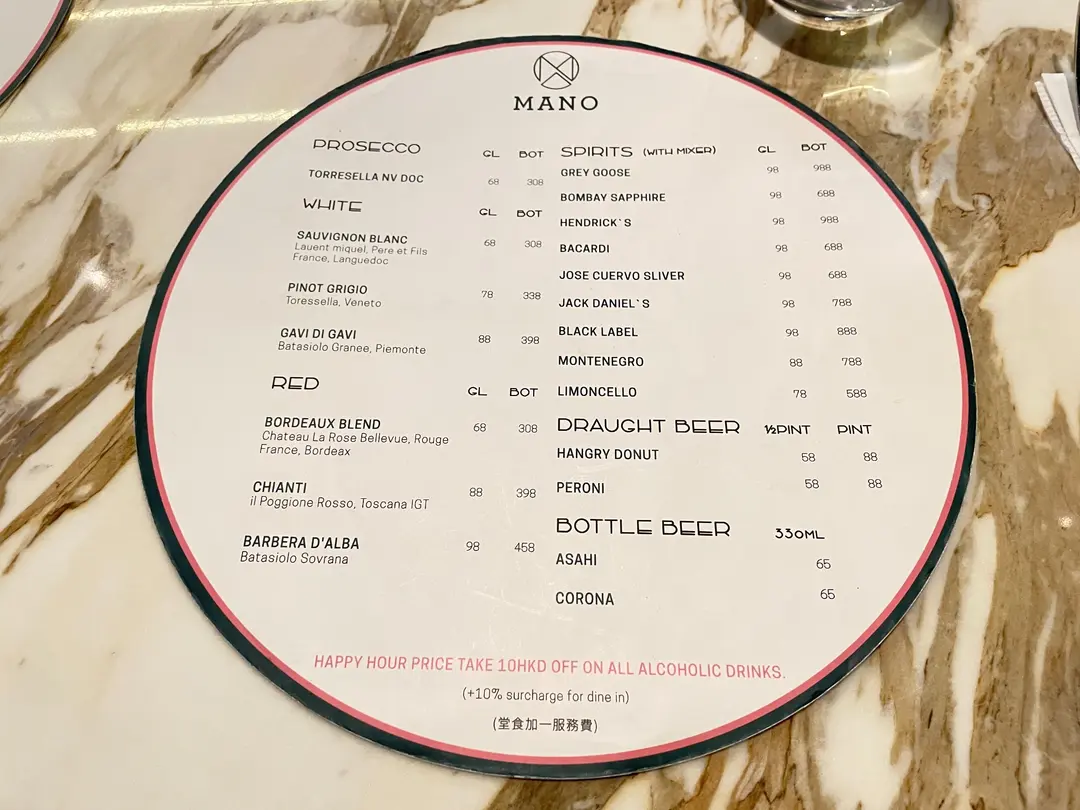 MANO
PROSECCO GL BOT
TORRESELLA NV DOC 68 308
WHITE GL BOT
SAUVIGNON BLANC 68 308
Lauent miquel, Pere et Fils
France, Languedoc
PINOT GRIGIO 78 338
Toressella, Veneto
GAVI DI GAVI 88 398
Batasiolo Granee, Piemonte
RED GL BOT
BORDEAUX BLEND 68 308
Chateau La Rose Bellevue, Rouge
France, Bordeax
CHIANTI 88 398
il Poggione Rosso, Toscana IGT
BARBERA D'ALBA 98 458
Batasiolo Sovrana
SPIRITS (WITH MIXER) GL BOT
GREY GOOSE 98 988
BOMBAY SAPPHIRE 98 688
HENDRICK`S 98 988
BACARDI 98 688
JOSE CUERVO SLIVER 98 688
JACK DANIEL`S 98 788
BLACK LABEL 98 888
MONTENEGRO 88 788
LIMONCELLO 78 588
DRAUGHT BEER ½PINT PINT
HANGRY DONUT 58 88
PERONI 58 88
BOTTLE BEER 330ML
ASAHI 65
CORONA 65
HAPPY HOUR PRICE TAKE 10HKD OFF ON ALL ALCOHOLIC DRINKS.
(+10% surcharge for dine in)
(堂食加一服務費)